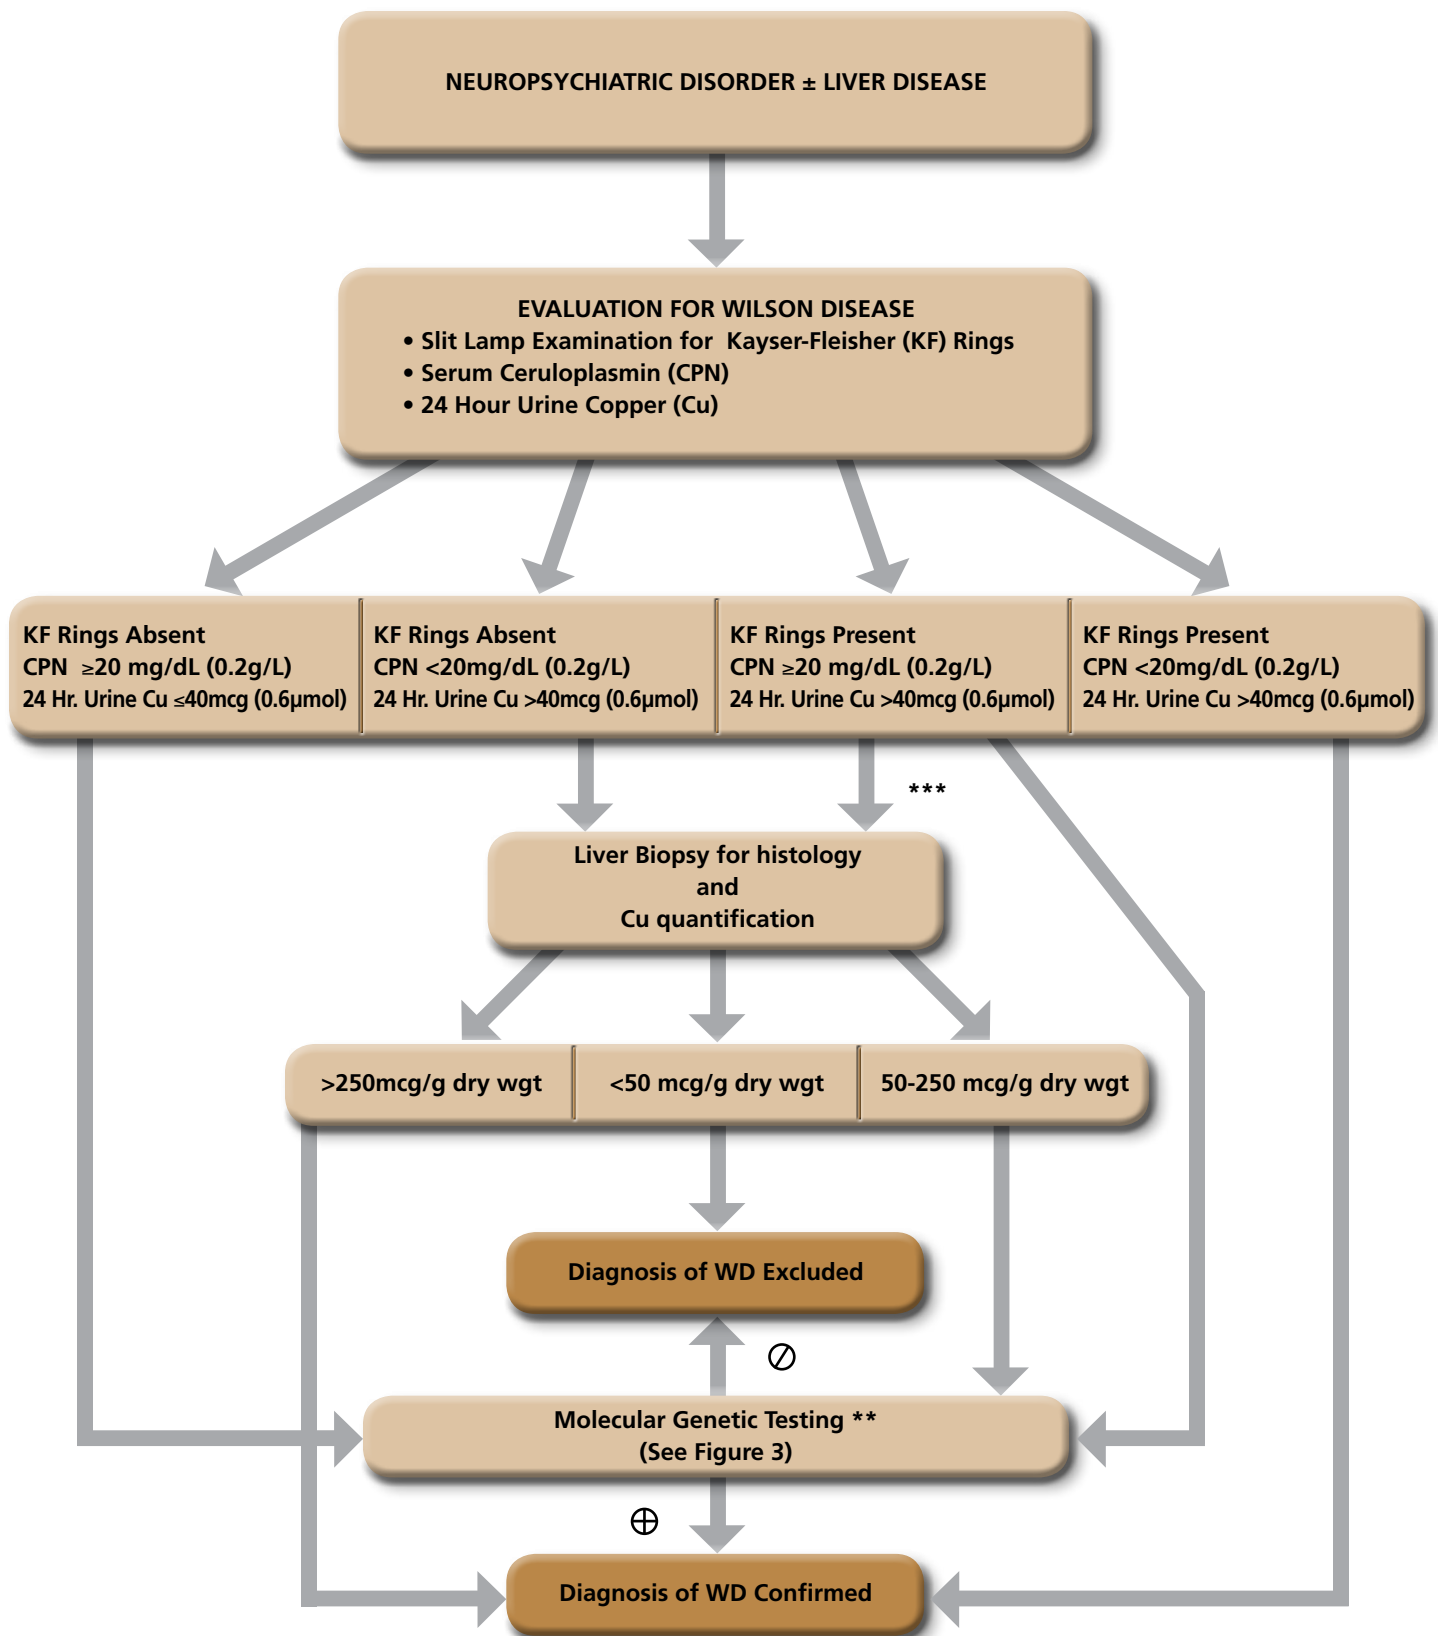 NEUROPSYCHIATRIC DISORDER ± LIVER DISEASE
EVALUATION FOR WILSON DISEASE
• Slit Lamp Examination for Kayser-Fleisher (KF) Rings
• Serum Ceruloplasmin (CPN)
• 24 Hour Urine Copper (Cu)
KF Rings Absent
CPN ≥20 mg/dL (0.2g/L)
24 Hr. Urine Cu ≤40mcg (0.6µmol)
KF Rings Absent
CPN <20mg/dL (0.2g/L)
24 Hr. Urine Cu >40mcg (0.6µmol)
KF Rings Present
CPN ≥20 mg/dL (0.2g/L)
24 Hr. Urine Cu >40mcg (0.6µmol)
KF Rings Present
CPN <20mg/dL (0.2g/L)
24 Hr. Urine Cu >40mcg (0.6µmol)
***
Liver Biopsy for histology
and
Cu quantification
>250mcg/g dry wgt
<50 mcg/g dry wgt
50-250 mcg/g dry wgt
Diagnosis of WD Excluded
⊘
Molecular Genetic Testing **
(See Figure 3)
⊕
Diagnosis of WD Confirmed